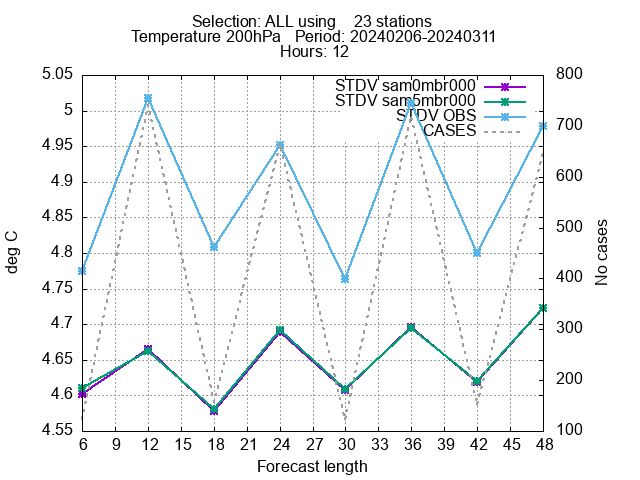 Selection: ALL using 23 stations
Temperature 200hPa Period: 20240206-20240311
Hours: 12
STDV sam0mbr000
STDV sam5mbr000
STDV OBS
CASES
deg C
No cases
5.05
5
4.95
4.9
4.85
4.8
4.75
4.7
4.65
4.6
4.55
800
700
600
500
400
300
200
100
6 9 12 15 18 21 24 27 30 33 36 39 42 45 48
Forecast length